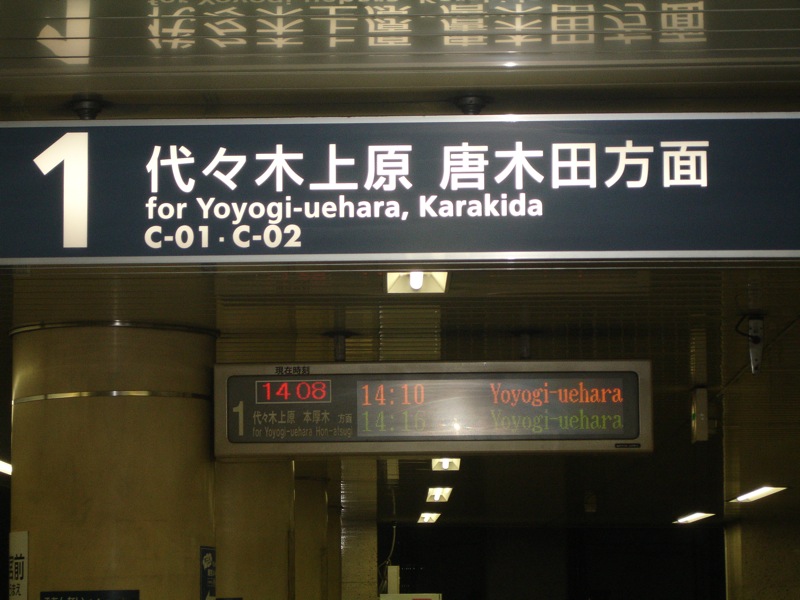 1
代々木上原 唐木田方面
for Yoyogi-uehara, Karakida
C-01・C-02
現在時刻
14 08
14:10 Yoyogi-uehara
1
代々木上原 本厚木 方面
14:16 Yoyogi-uehara
for Yoyogi-uehara Hon-atsugi
前